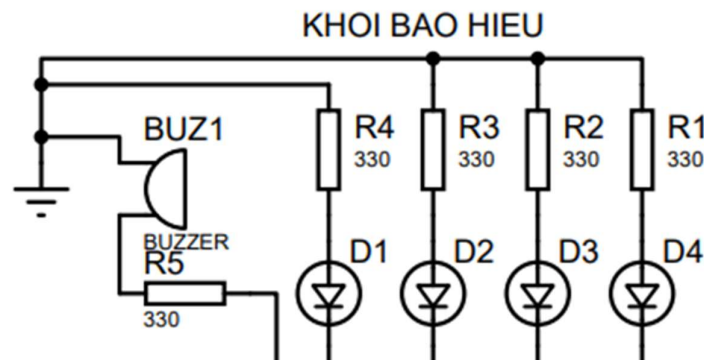 KHOI BAO HIEU
BUZ1
BUZZER
R4
330
R3
330
R2
330
R1
330
R5
330
D1
D2
D3
D4